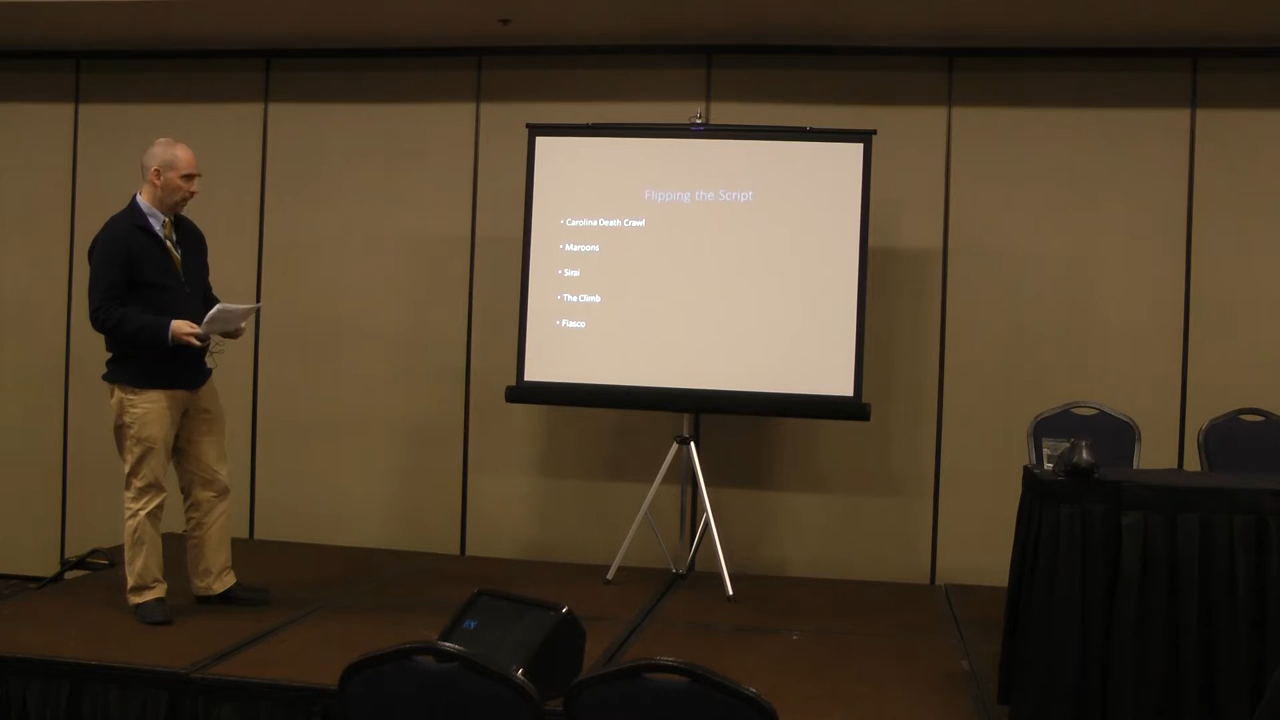 Flipping the Script
• Carolina Death Crawl
• Maroons
• Sirai
• The Climb
• Fiasco